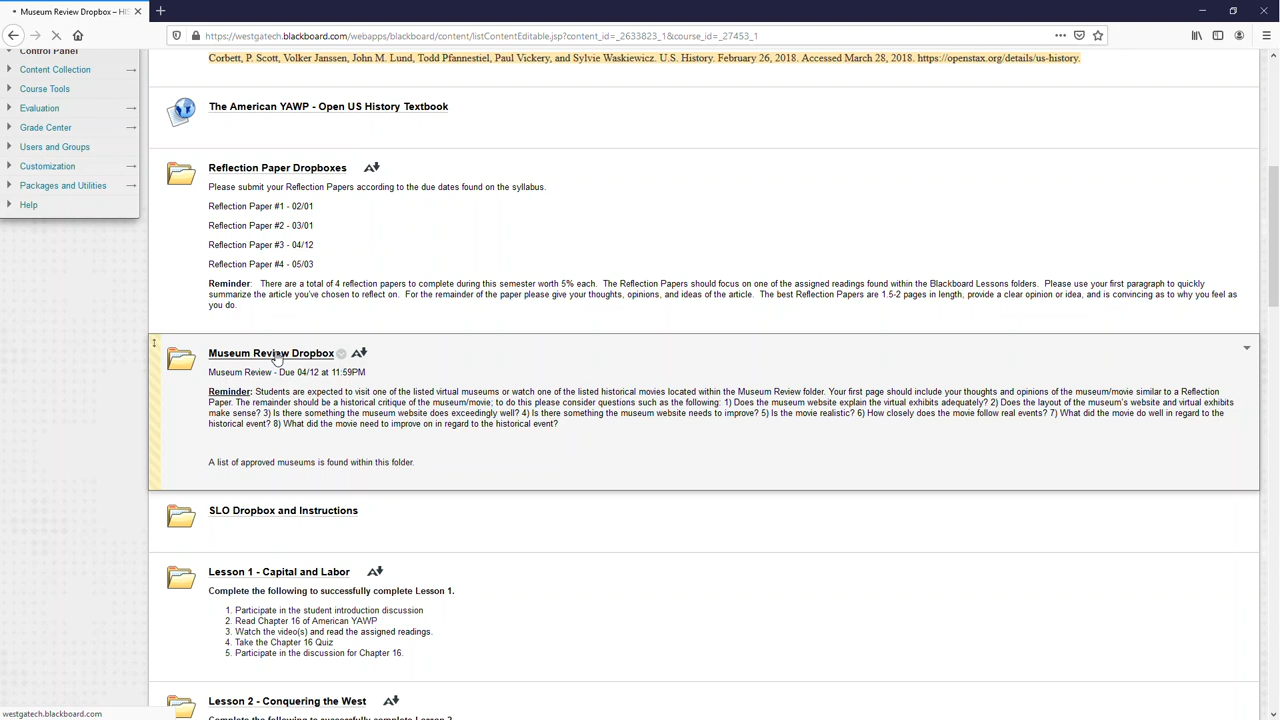 Museum Review Dropbox – HIS
https://westgatech.blackboard.com/webapps/blackboard/content/listContentEditable.jsp?content_id=_2633823_1&course_id=_27453_1
Control Panel
Content Collection
Course Tools
Evaluation
Grade Center
Users and Groups
Customization
Packages and Utilities
Help
Corbett, P. Scott, Volker Janssen, John M. Lund, Todd Pfannestiel, Paul Vickery, and Sylvie Waskiewicz. U.S. History. February 26, 2018. Accessed March 28, 2018. https://openstax.org/details/us-history.
The American YAWP - Open US History Textbook
Reflection Paper Dropboxes
Please submit your Reflection Papers according to the due dates found on the syllabus.
Reflection Paper #1 - 02/01
Reflection Paper #2 - 03/01
Reflection Paper #3 - 04/12
Reflection Paper #4 - 05/03
Reminder: There are a total of 4 reflection papers to complete during this semester worth 5% each. The Reflection Papers should focus on one of the assigned readings found within the Blackboard Lessons folders. Please use your first paragraph to quickly
summarize the article you've chosen to reflect on. For the remainder of the paper please give your thoughts, opinions, and ideas of the article. The best Reflection Papers are 1.5-2 pages in length, provide a clear opinion or idea, and is convincing as to why you feel as
you do.
Museum Review Dropbox
Museum Review - Due 04/12 at 11:59PM
Reminder: Students are expected to visit one of the listed virtual museums or watch one of the listed historical movies located within the Museum Review folder. Your first page should include your thoughts and opinions of the museum/movie similar to a Reflection
Paper. The remainder should be a historical critique of the museum/movie; to do this please consider questions such as the following: 1) Does the museum website explain the virtual exhibits adequately? 2) Does the layout of the museum's website and virtual exhibits
make sense? 3) Is there something the museum website does exceedingly well? 4) Is there something the museum website needs to improve? 5) Is the movie realistic? 6) How closely does the movie follow real events? 7) What did the movie do well in regard to the
historical event? 8) What did the movie need to improve on in regard to the historical event?
A list of approved museums is found within this folder.
SLO Dropbox and Instructions
Lesson 1 - Capital and Labor
Complete the following to successfully complete Lesson 1.
1. Participate in the student introduction discussion
2. Read Chapter 16 of American YAWP
3. Watch the video(s) and read the assigned readings.
4. Take the Chapter 16 Quiz
5. Participate in the discussion for Chapter 16.
Lesson 2 - Conquering the West
Complete the following to successfully complete Lesson 2.
westgatech.blackboard.com